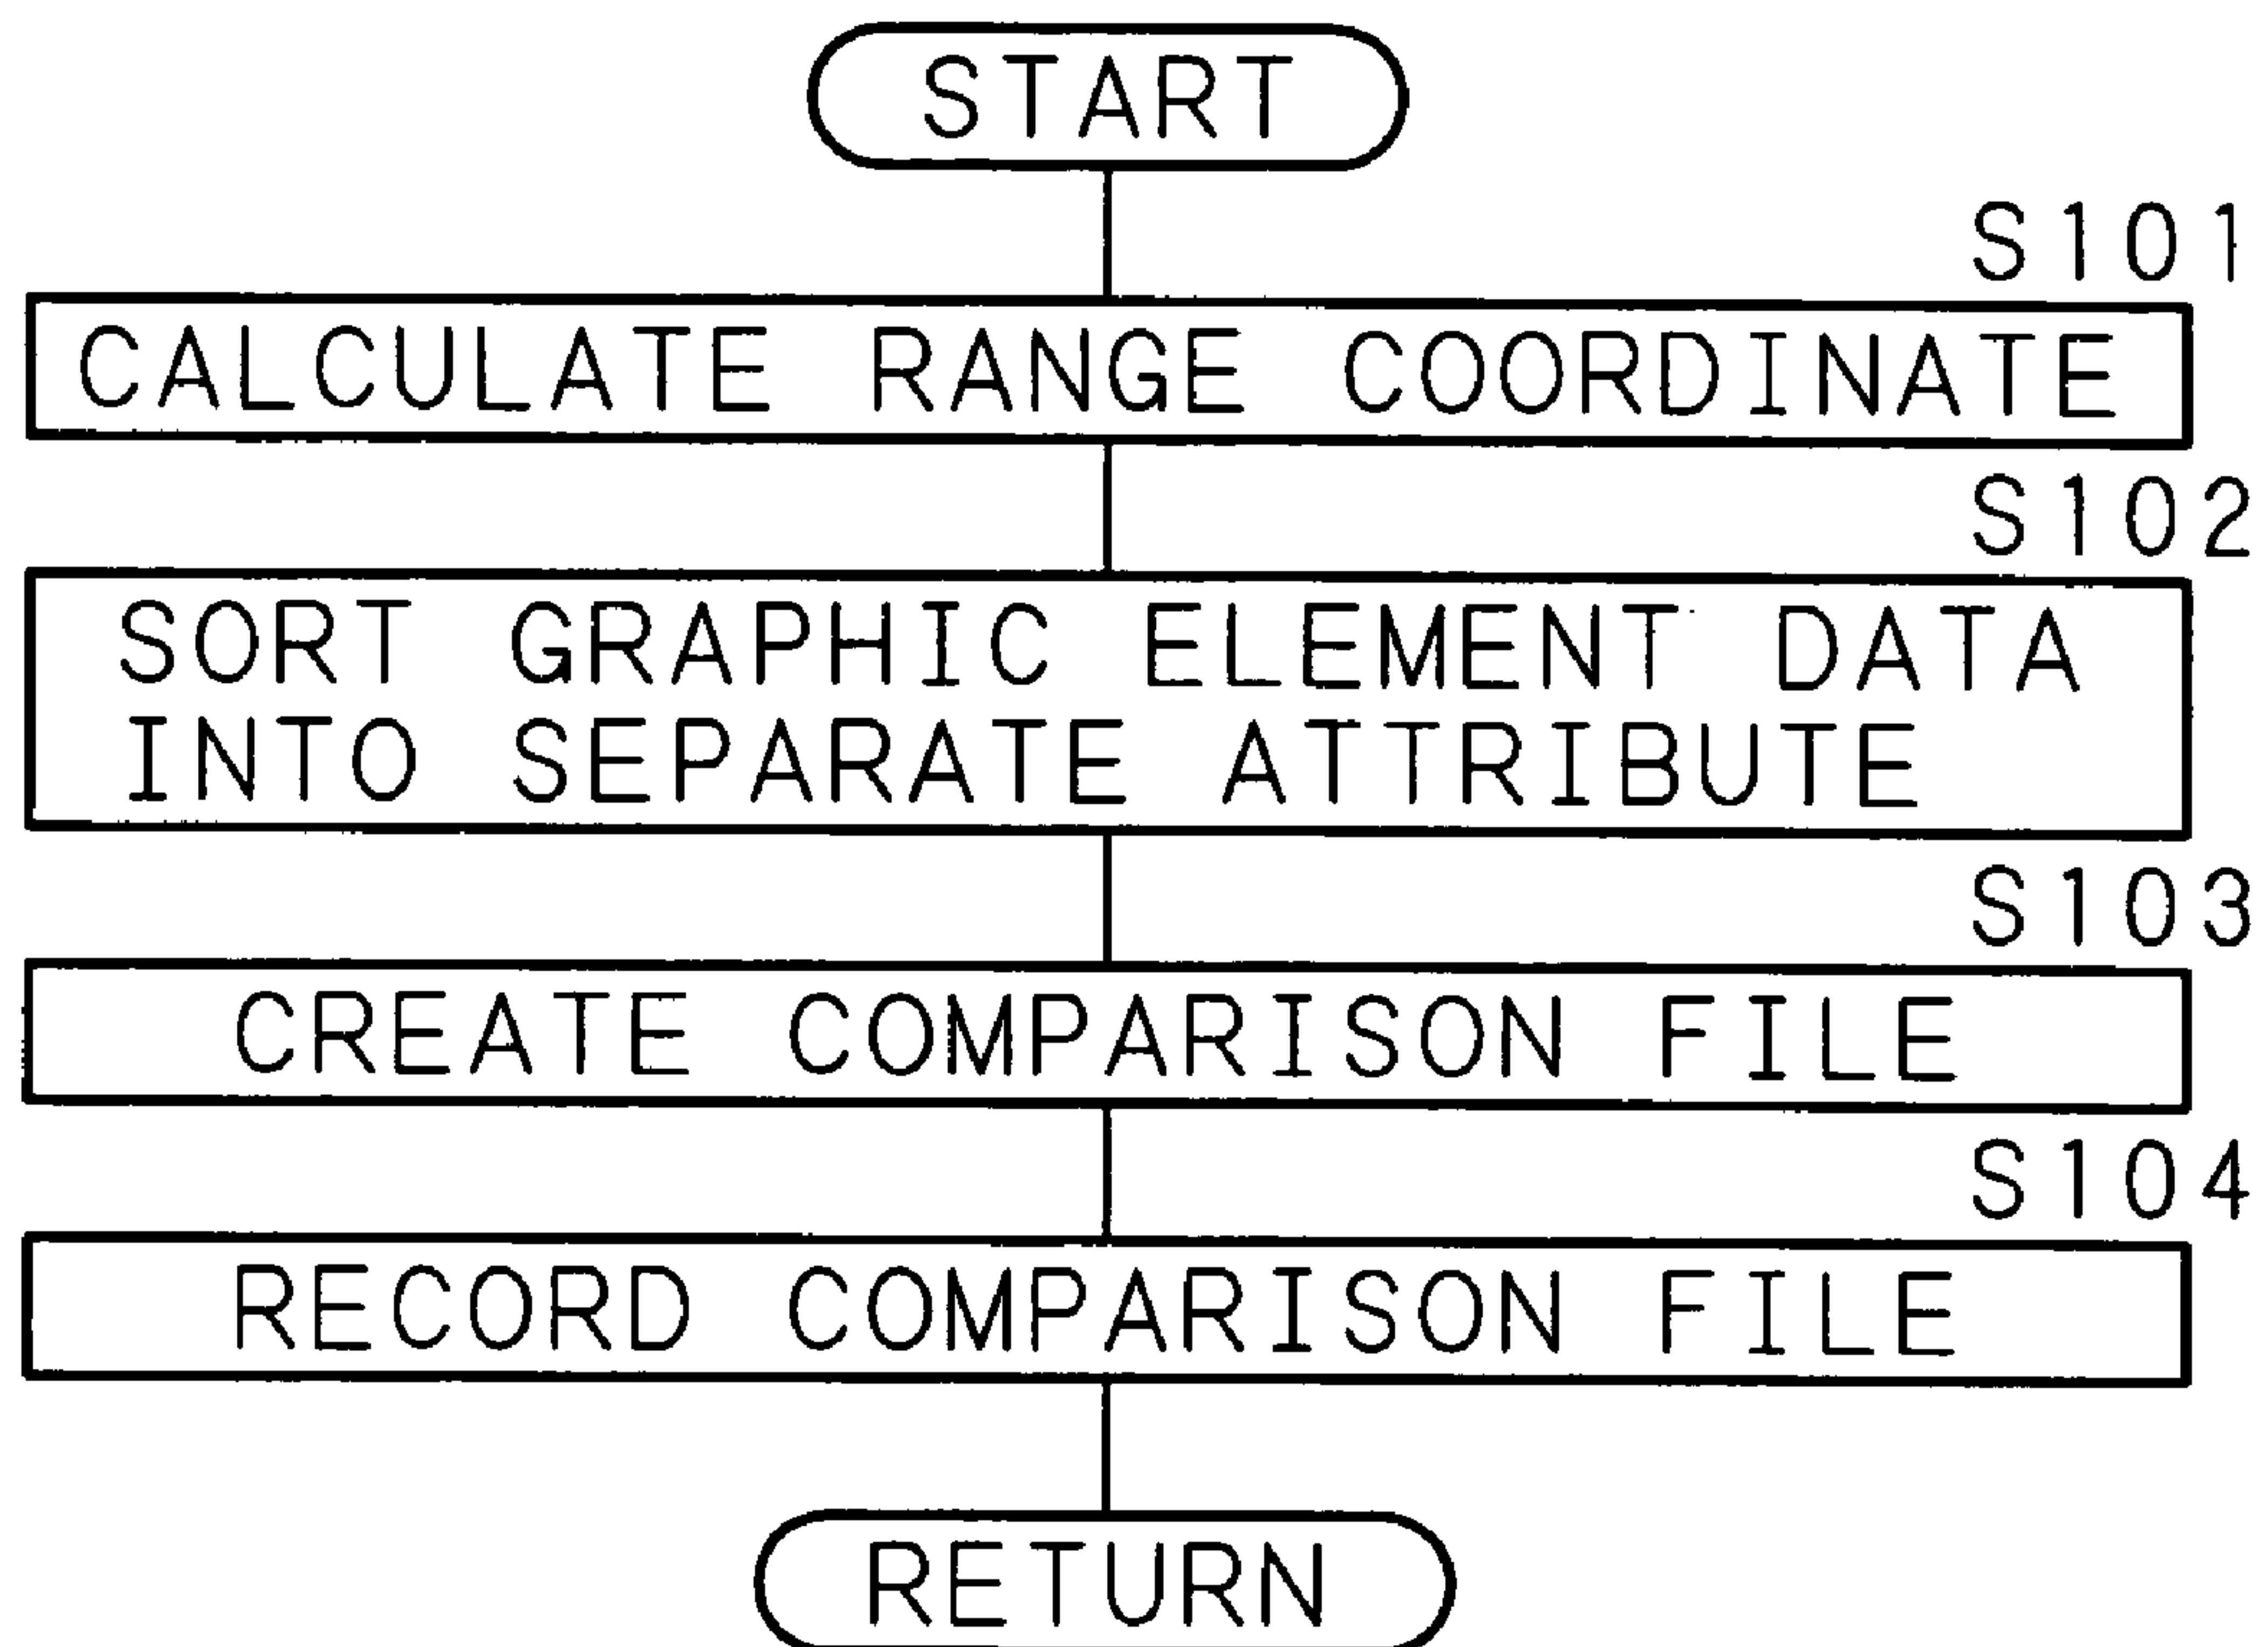 START
S101
CALCULATE RANGE COORDINATE
S102
SORT GRAPHIC ELEMENT DATA
INTO SEPARATE ATTRIBUTE
S103
CREATE COMPARISON FILE
S104
RECORD COMPARISON FILE
RETURN